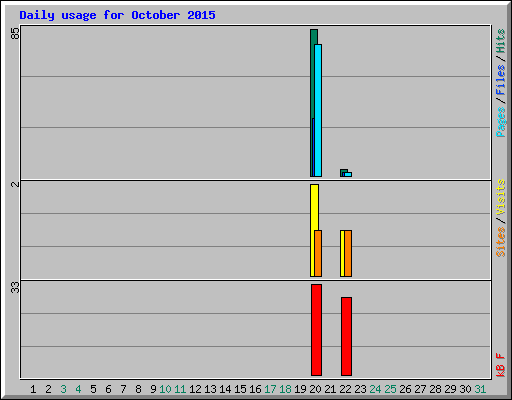 Daily usage for October 2015
85
2
33
Pages / Files / Hits
Sites / Visits
kB F
1 2 3 4 5 6 7 8 9 10 11 12 13 14 15 16 17 18 19 20 21 22 23 24 25 26 27 28 29 30 31